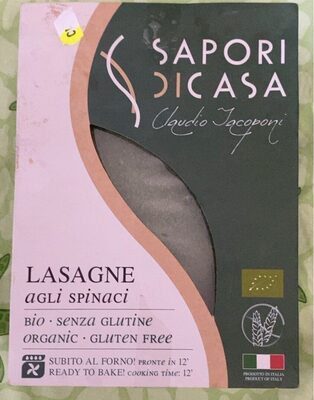 SAPORI
DICASA
Claudio Iacoponi
LASAGNE
AGLI SPINACI
BIO · SENZA GLUTINE
ORGANIC · GLUTEN FREE
SUBITO AL FORNO! PRONTE IN 12'
READY TO BAKE! COOKING TIME: 12'
PRODOTTO IN ITALIA
PRODUCT OF ITALY